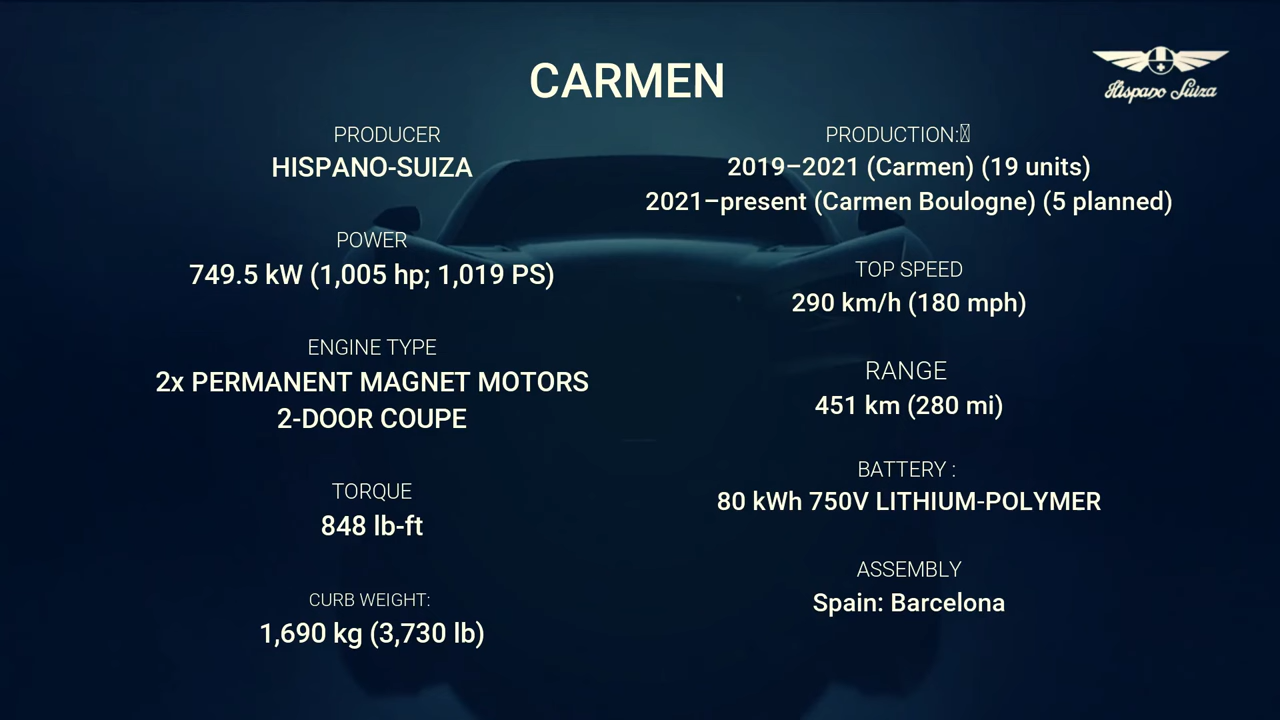 CARMEN
Hispano Suiza
PRODUCER
HISPANO-SUIZA
POWER
749.5 kW (1,005 hp; 1,019 PS)
ENGINE TYPE
2x PERMANENT MAGNET MOTORS
2-DOOR COUPE
TORQUE
848 lb-ft
CURB WEIGHT:
1,690 kg (3,730 lb)
PRODUCTION:
2019–2021 (Carmen) (19 units)
2021–present (Carmen Boulogne) (5 planned)
TOP SPEED
290 km/h (180 mph)
RANGE
451 km (280 mi)
BATTERY :
80 kWh 750V LITHIUM-POLYMER
ASSEMBLY
Spain: Barcelona